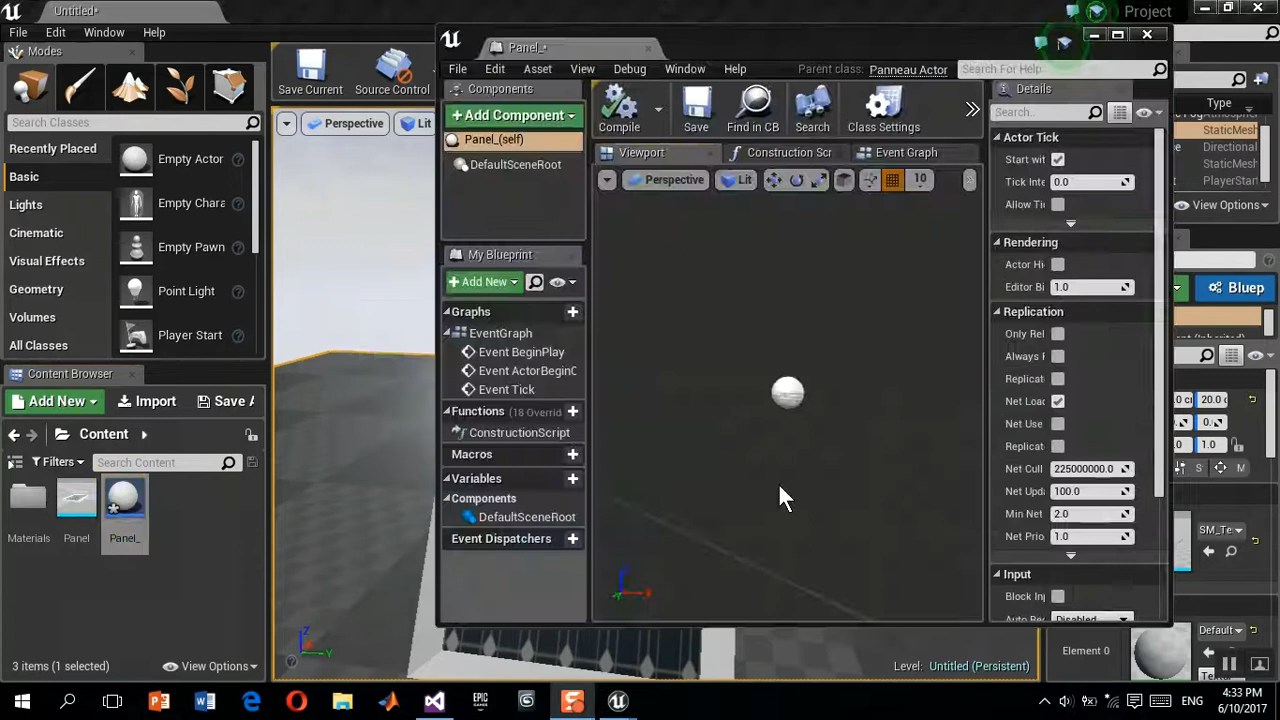 Untitled*
Project
File Edit Window Help
Modes
Save Current
Source Control
Search Classes
Perspective
Lit
Recently Placed
Basic
Lights
Cinematic
Visual Effects
Geometry
Volumes
All Classes
Empty Actor
Empty Chara
Empty Pawn
Point Light
Player Start
Content Browser
Add New
Import
Save A
Content
Filters
Search Content
Materials
Panel
Panel_
3 items (1 selected)
View Options
Panel_*
File Edit Asset View Debug Window Help
Parent class: Panneau Actor
Search For Help
Components
+ Add Component
Panel_(self)
DefaultSceneRoot
My Blueprint
+ Add New
Graphs
EventGraph
Event BeginPlay
Event ActorBeginO
Event Tick
Functions (18 Overrid
ConstructionScript
Macros
Variables
Components
DefaultSceneRoot
Event Dispatchers
Compile
Save
Find in CB
Search
Class Settings
Viewport
Construction Scr
Event Graph
Perspective
Lit
10
Details
Search...
Actor Tick
Start wit
Tick Inte 0.0
Allow Tic
Rendering
Actor Hi
Editor Bi 1.0
Replication
Only Rel
Always R
Replicat
Net Loac
Net Use
Replicat
Net Cull 225000000.0
Net Upda 100.0
Min Net 2.0
Net Prio 1.0
Input
Block Inp
Auto Rec Disabled
Type
StaticMesh
Directional
StaticMesh
PlayerStart
View Options
Bluep
20.0 c
1.0
S
M
SM_Te
Default
Element 0
Level: Untitled (Persistent)
ENG
4:33 PM
6/10/2017